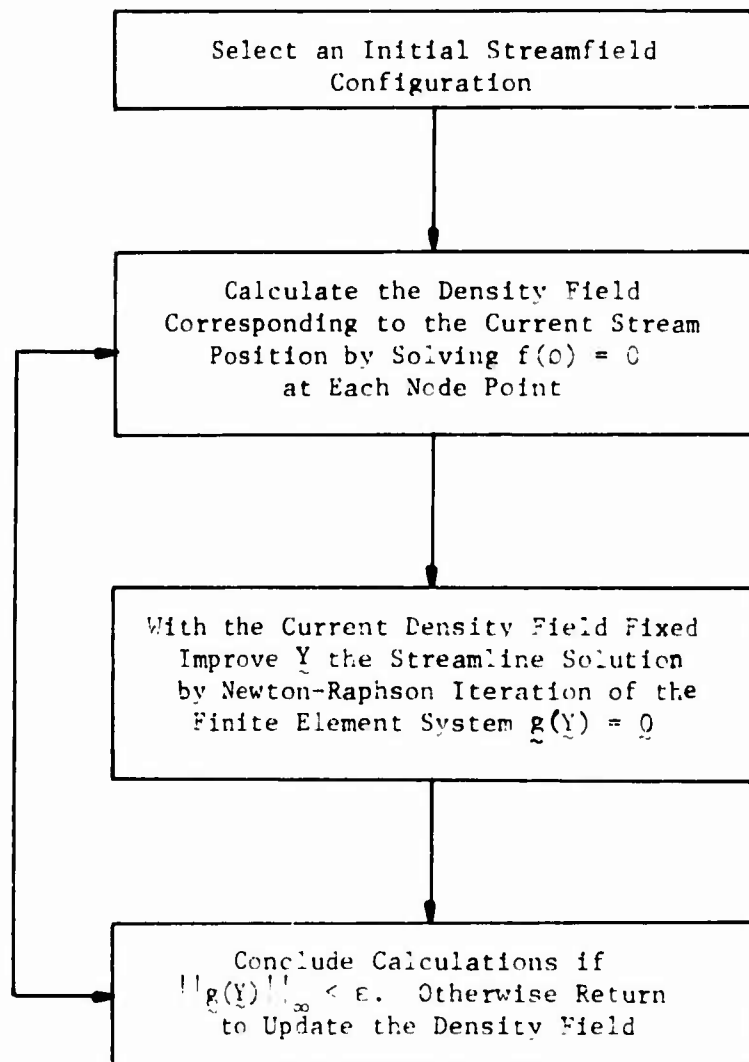 Select an Initial Streamfield
Configuration
Calculate the Density Field
Corresponding to the Current Stream
Position by Solving f(ρ) = 0
at Each Node Point
With the Current Density Field Fixed
Improve Y the Streamline Solution
by Newton-Raphson Iteration of the
Finite Element System g(Y) = 0
Conclude Calculations if
||g(Y)||∞ < ε. Otherwise Return
to Update the Density Field